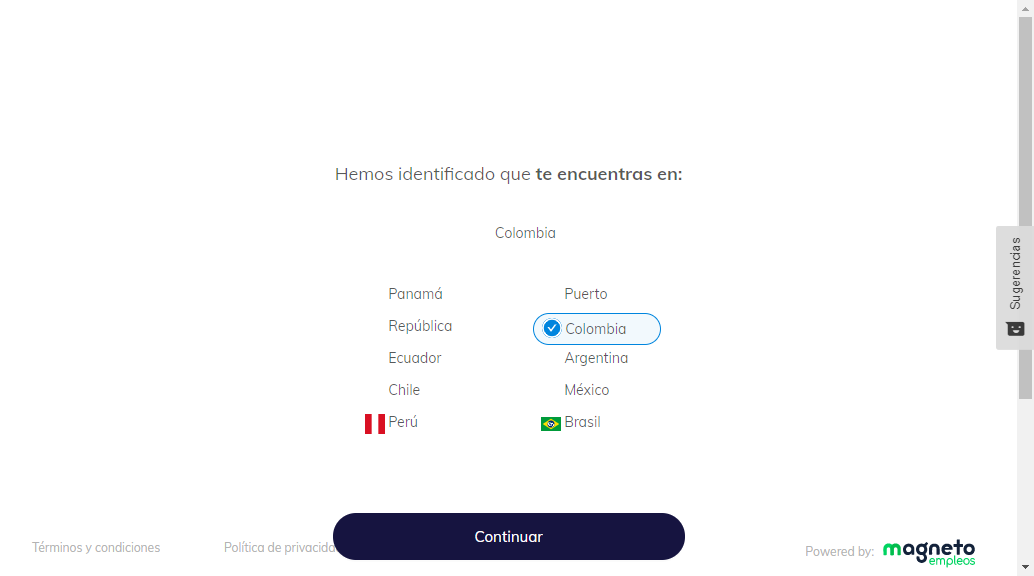 Hemos identificado que te encuentras en:
Colombia
Panamá
Puerto
República
Colombia
Ecuador
Argentina
Chile
México
Perú
Brasil
Sugerencias
Continuar
Términos y condiciones
Política de privacida
Powered by:
magneto
empleos